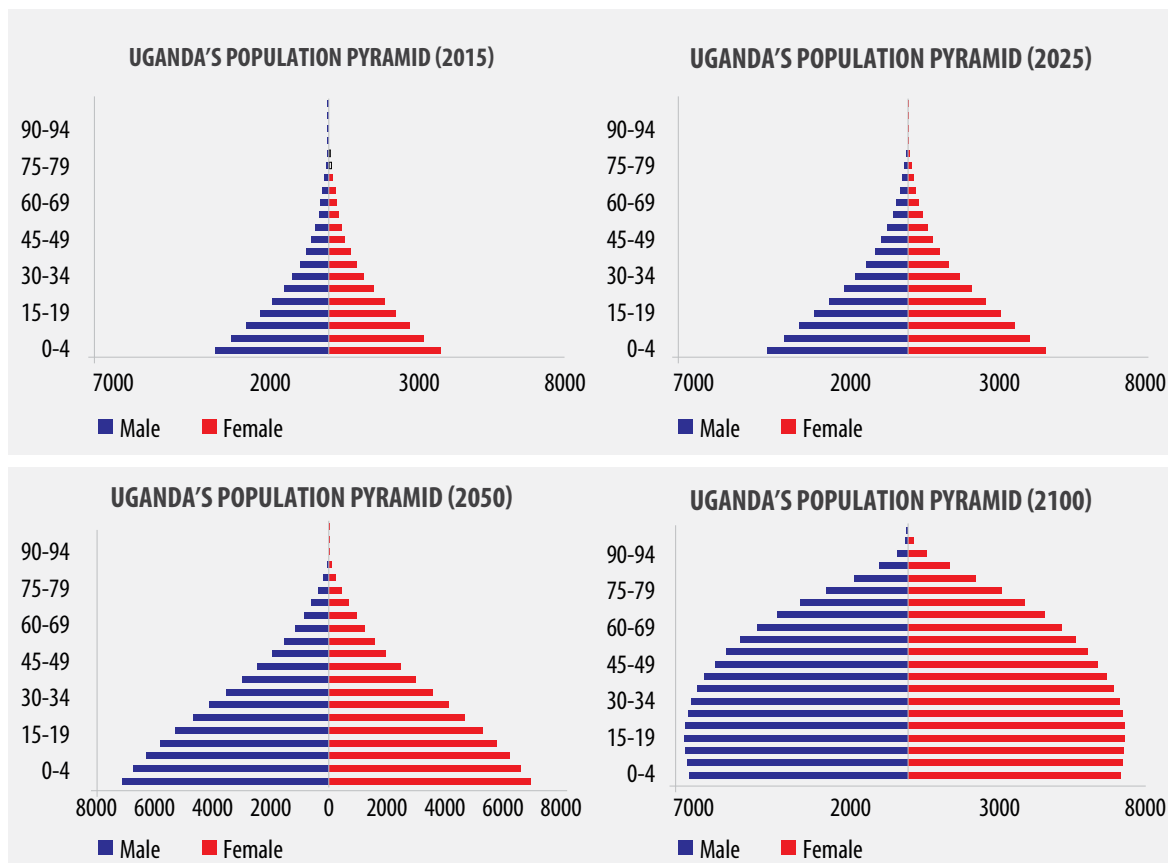 UGANDA'S POPULATION PYRAMID (2015)
90-94
75-79
60-69
45-49
30-34
15-19
0-4
7000 2000 3000 8000
Male Female
UGANDA'S POPULATION PYRAMID (2025)
90-94
75-79
60-69
45-49
30-34
15-19
0-4
7000 2000 3000 8000
Male Female
UGANDA'S POPULATION PYRAMID (2050)
90-94
75-79
60-69
45-49
30-34
15-19
0-4
8000 6000 4000 2000 0 2000 4000 6000 8000
Male Female
UGANDA'S POPULATION PYRAMID (2100)
90-94
75-79
60-69
45-49
30-34
15-19
0-4
7000 2000 3000 8000
Male Female